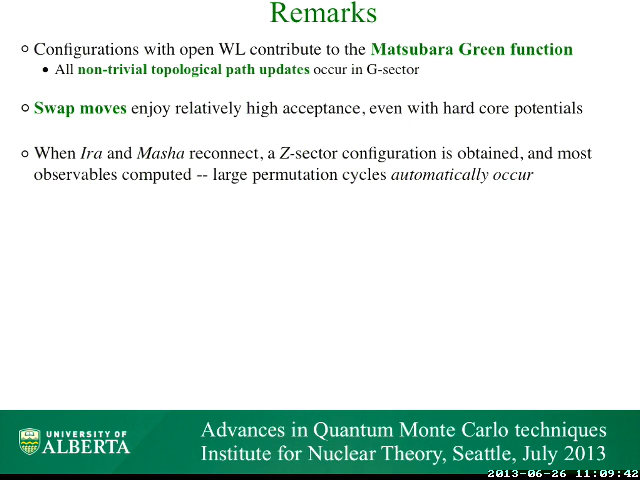 Remarks
Configurations with open WL contribute to the Matsubara Green function
All non-trivial topological path updates occur in G-sector
Swap moves enjoy relatively high acceptance, even with hard core potentials
When Ira and Masha reconnect, a Z-sector configuration is obtained, and most
observables computed -- large permutation cycles automatically occur
UNIVERSITY OF
ALBERTA
Advances in Quantum Monte Carlo techniques
Institute for Nuclear Theory, Seattle, July 2013
2013-06-26 11:09:42